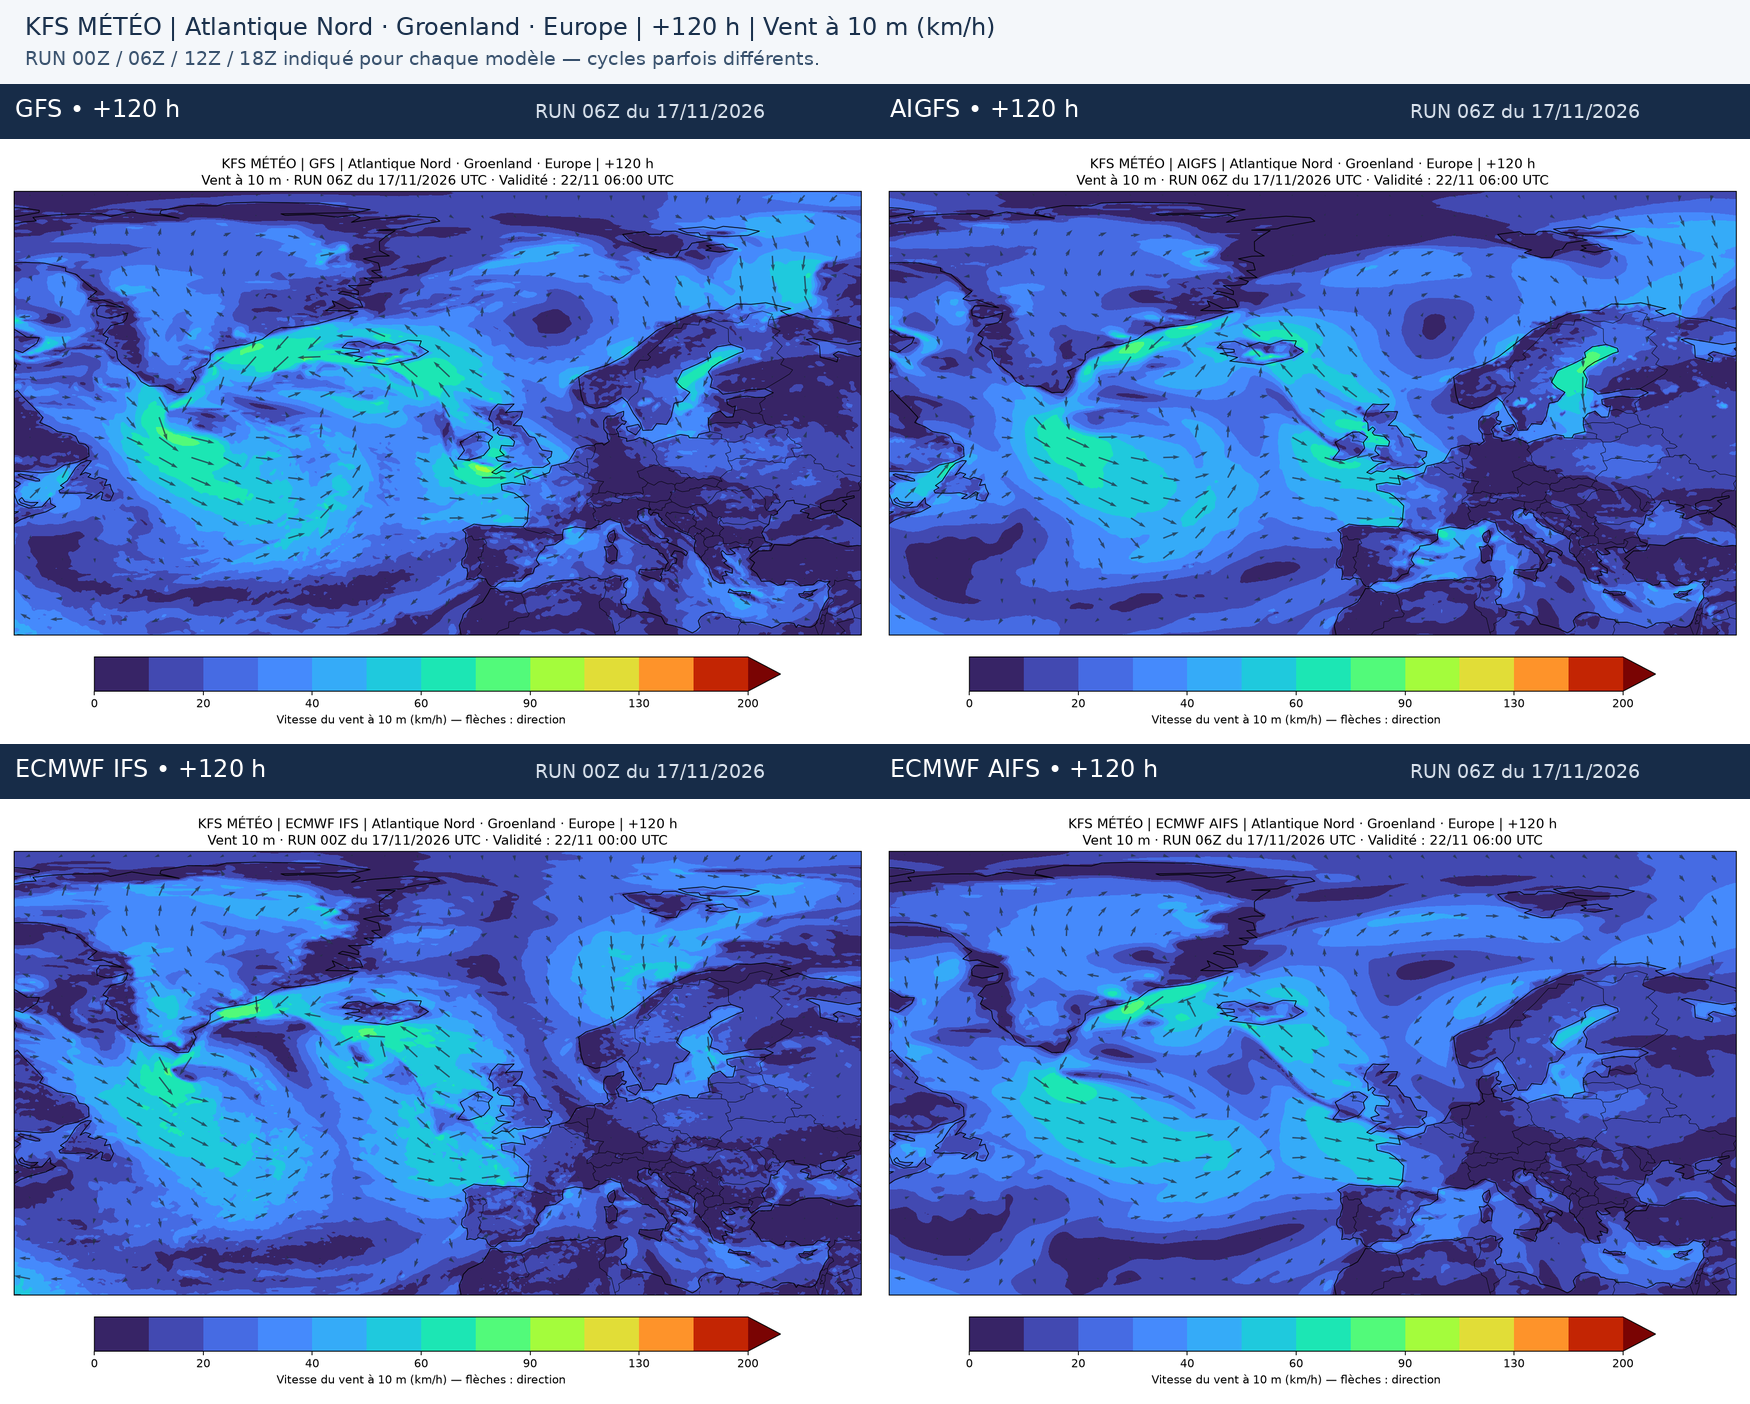 KFS MÉTÉO | Atlantique Nord · Groenland · Europe | +120 h | Vent à 10 m (km/h)
RUN 00Z / 06Z / 12Z / 18Z indiqué pour chaque modèle — cycles parfois différents.
GFS • +120 h
RUN 06Z du 17/11/2026
AIGFS • +120 h
RUN 06Z du 17/11/2026
KFS MÉTÉO | GFS | Atlantique Nord · Groenland · Europe | +120 h
Vent à 10 m · RUN 06Z du 17/11/2026 UTC · Validité : 22/11 06:00 UTC
KFS MÉTÉO | AIGFS | Atlantique Nord · Groenland · Europe | +120 h
Vent à 10 m · RUN 06Z du 17/11/2026 UTC · Validité : 22/11 06:00 UTC
0 20 40 60 90 130 200
Vitesse du vent à 10 m (km/h) — flèches : direction
0 20 40 60 90 130 200
Vitesse du vent à 10 m (km/h) — flèches : direction
ECMWF IFS • +120 h
RUN 00Z du 17/11/2026
ECMWF AIFS • +120 h
RUN 06Z du 17/11/2026
KFS MÉTÉO | ECMWF IFS | Atlantique Nord · Groenland · Europe | +120 h
Vent 10 m · RUN 00Z du 17/11/2026 UTC · Validité : 22/11 00:00 UTC
KFS MÉTÉO | ECMWF AIFS | Atlantique Nord · Groenland · Europe | +120 h
Vent 10 m · RUN 06Z du 17/11/2026 UTC · Validité : 22/11 06:00 UTC
0 20 40 60 90 130 200
Vitesse du vent à 10 m (km/h) — flèches : direction
0 20 40 60 90 130 200
Vitesse du vent à 10 m (km/h) — flèches : direction